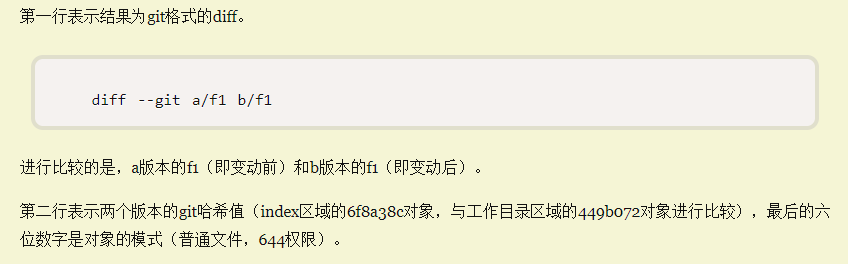 第一行表示结果为git格式的diff。
diff --git a/f1 b/f1
进行比较的是，a版本的f1（即变动前）和b版本的f1（即变动后）。
第二行表示两个版本的git哈希值（index区域的6f8a38c对象，与工作目录区域的449b072对象进行比较），最后的六
位数字是对象的模式（普通文件，644权限）。